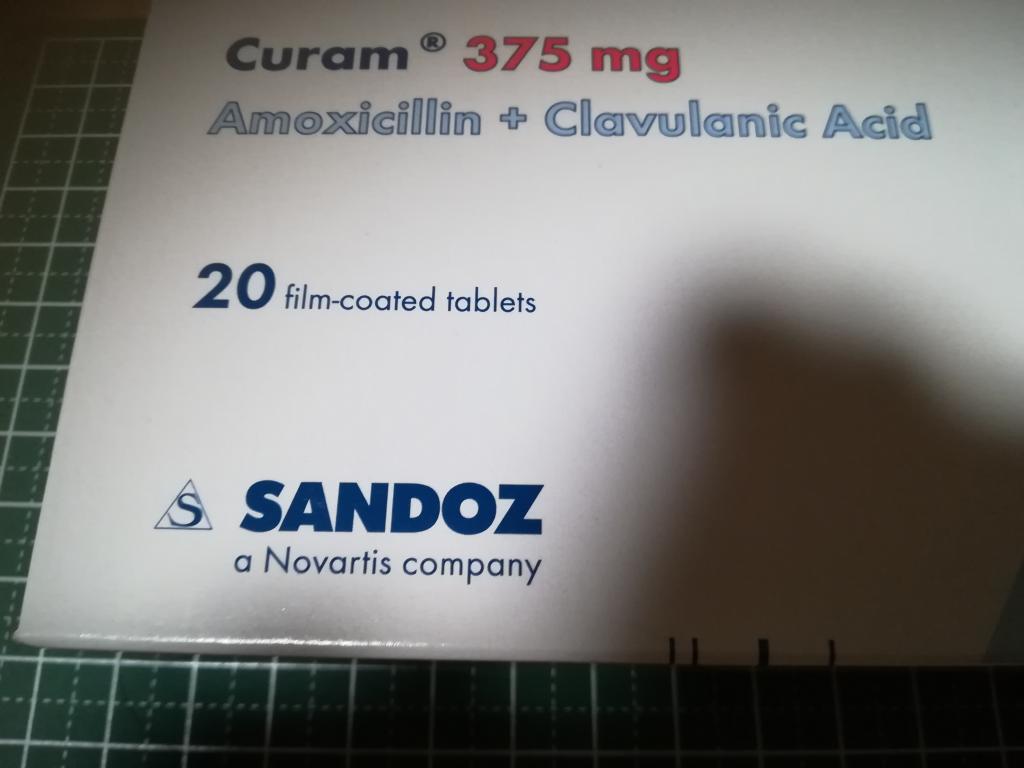 Curam® 375 mg
Amoxicillin + Clavulanic Acid
20 film-coated tablets
S SANDOZ
a Novartis company